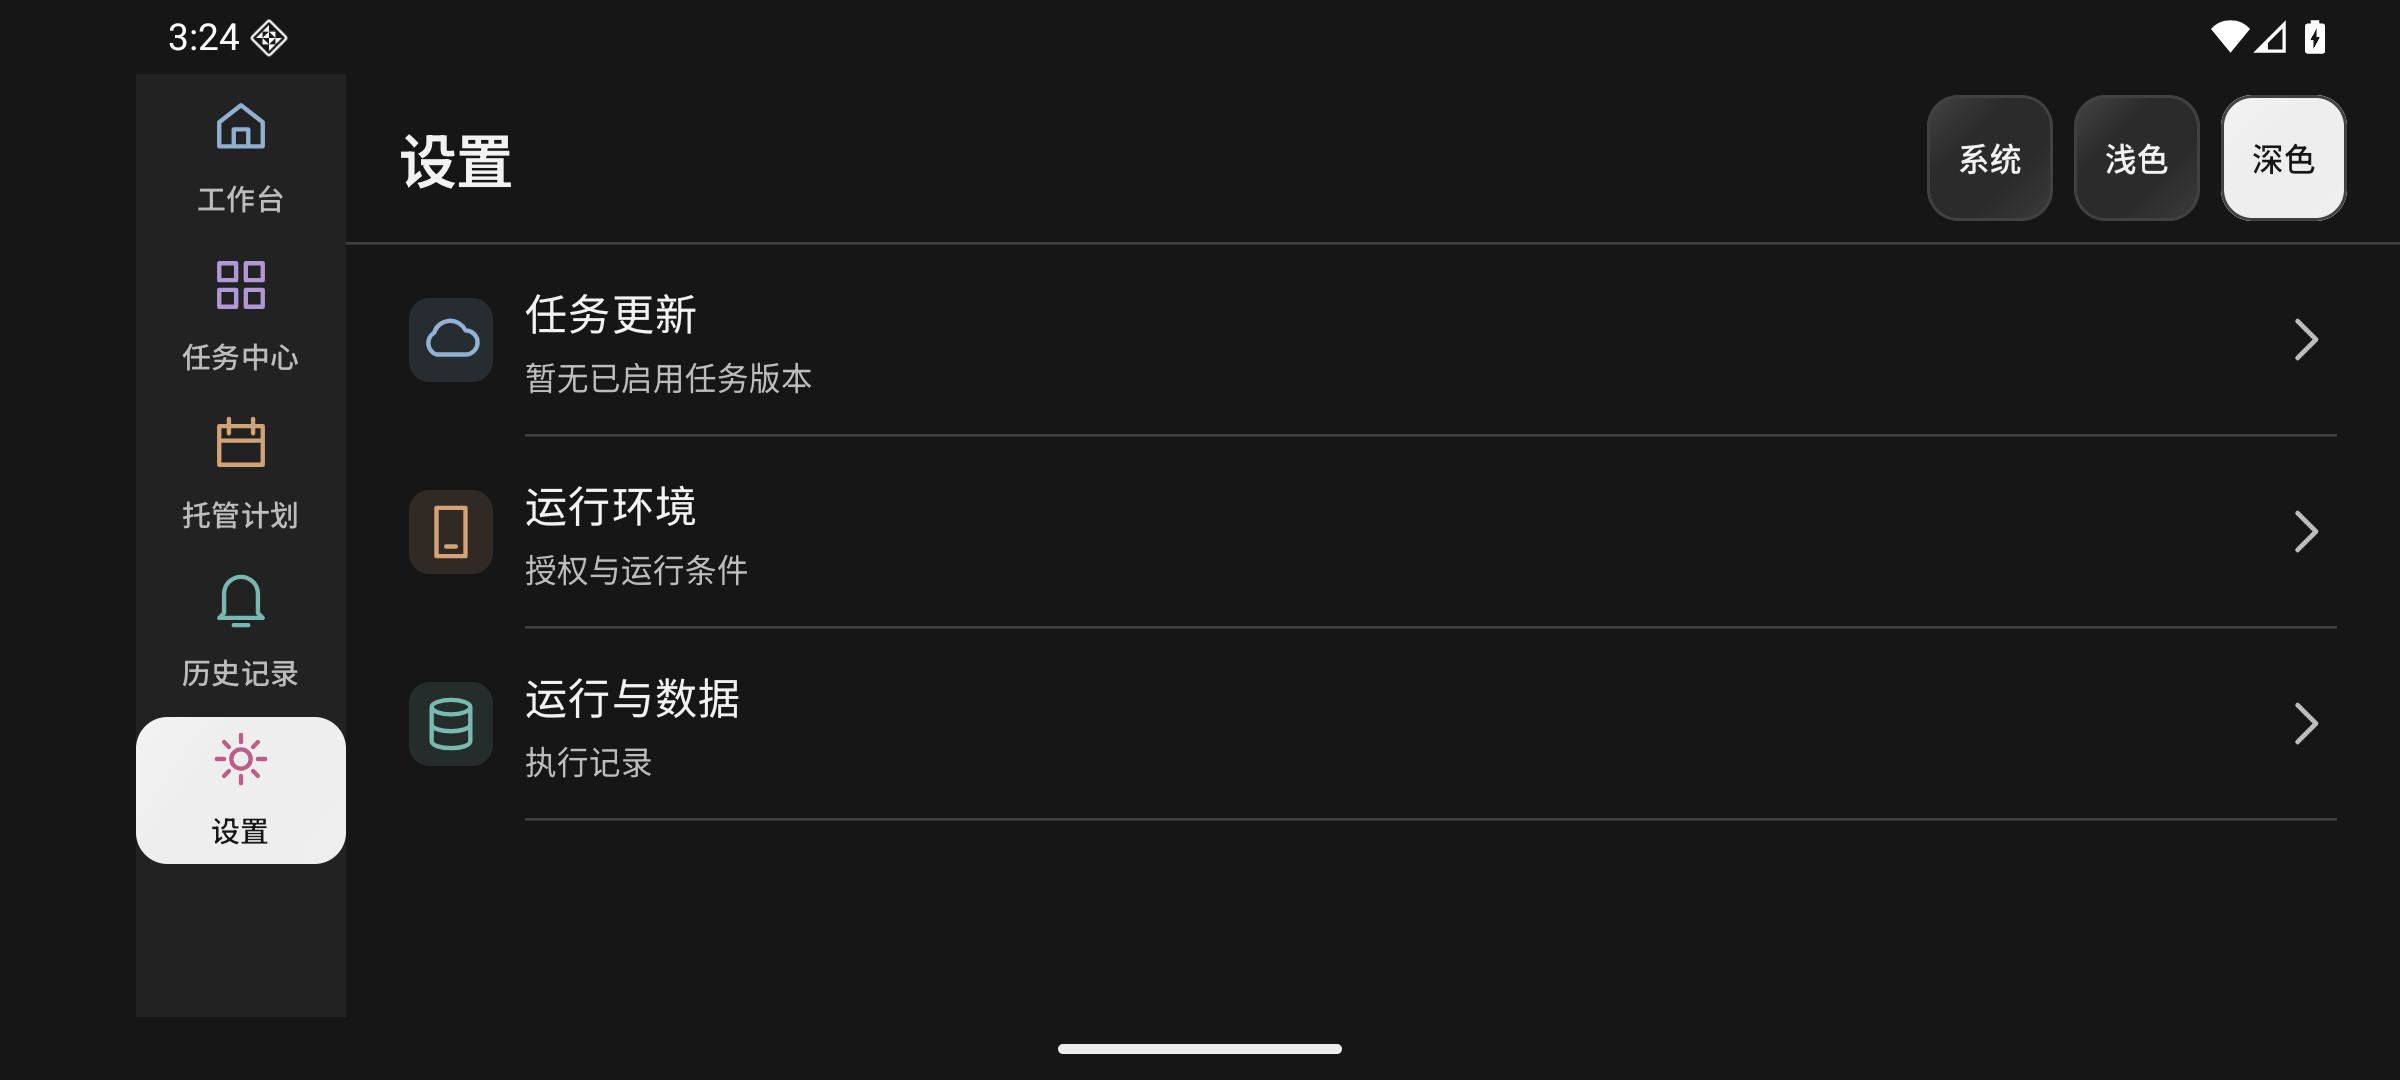 3:24
工作台
任务中心
托管计划
历史记录
设置
设置
系统
浅色
深色
任务更新
暂无已启用任务版本
运行环境
授权与运行条件
运行与数据
执行记录